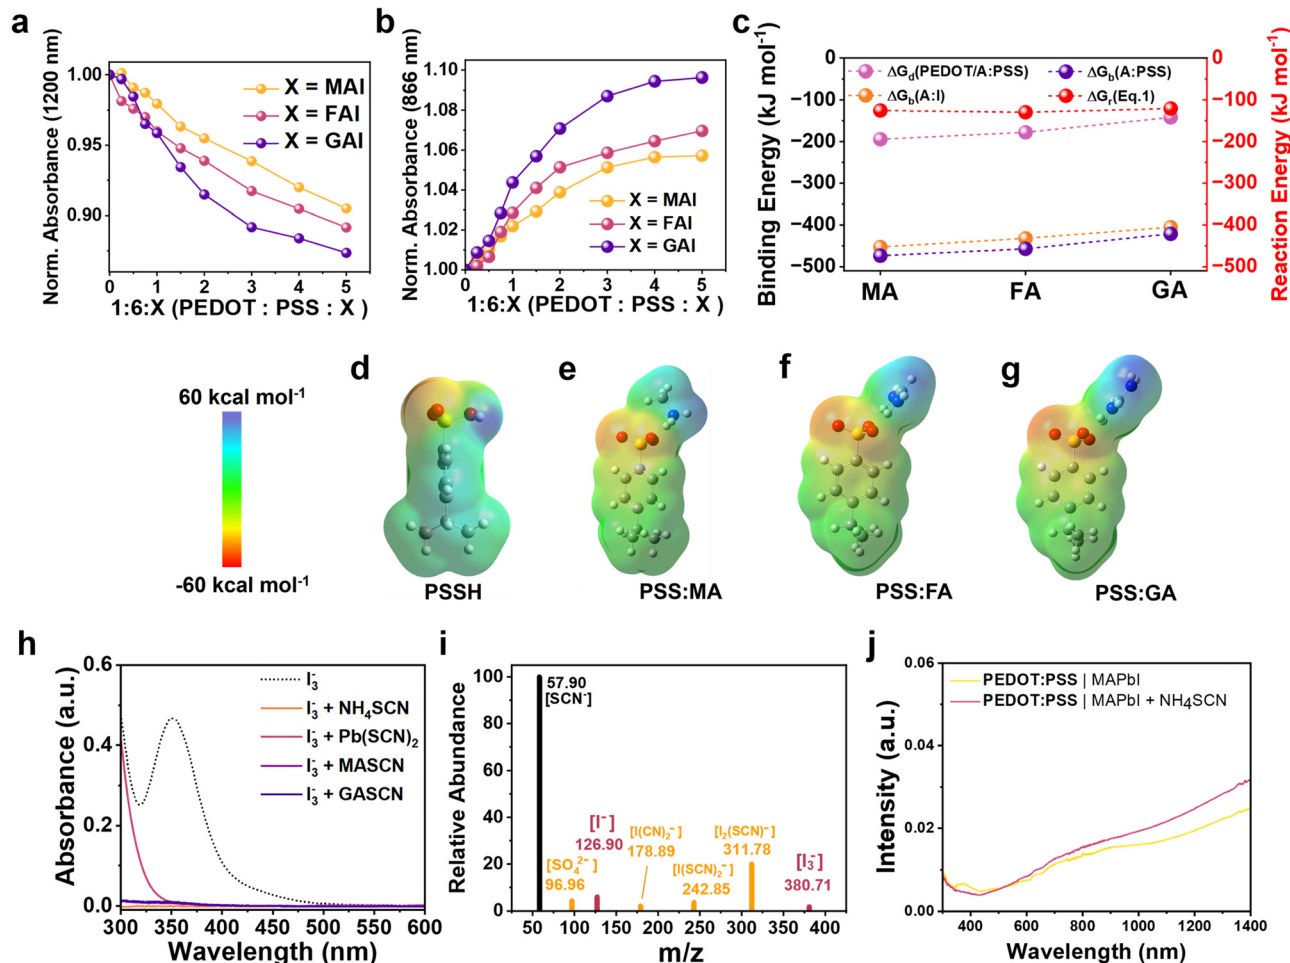 a
Norm. Absorbance (1200 nm)
1.00
0.95
0.90
X = MAI
X = FAI
X = GAI
0 1 2 3 4 5
1:6:X (PEDOT : PSS : X )
b
Norm. Absorbance (866 nm)
1.10
1.08
1.06
1.04
1.02
1.00
X = MAI
X = FAI
X = GAI
0 1 2 3 4 5
1:6:X (PEDOT : PSS : X )
c
Binding Energy (kJ mol⁻¹)
0
−100
−200
−300
−400
−500
ΔG_d(PEDOT/A:PSS)
ΔG_b(A:PSS)
ΔG_b(A:I)
ΔG_r(Eq.1)
MA FA GA
0
−100
−200
−300
−400
−500
Reaction Energy (kJ mol⁻¹)
60 kcal mol⁻¹
-60 kcal mol⁻¹
d
PSSH
e
PSS:MA
f
PSS:FA
g
PSS:GA
h
Absorbance (a.u.)
0.6
0.4
0.2
0.0
I₃⁻
I₃⁻ + NH₄SCN
I₃⁻ + Pb(SCN)₂
I₃⁻ + MASCN
I₃⁻ + GASCN
300 350 400 450 500 550 600
Wavelength (nm)
i
Relative Abundance
100
80
60
40
20
0
57.90
[SCN⁻]
[SO₄²⁻]
96.96
[I⁻]
126.90
[I(CN)₂⁻]
178.89
[I(SCN)₂⁻]
242.85
[I₂(SCN)⁻]
311.78
[I₃⁻]
380.71
50 100 150 200 250 300 350 400
m/z
j
Intensity (a.u.)
0.06
0.04
0.02
0.00
PEDOT:PSS | MAPbI
PEDOT:PSS | MAPbI + NH₄SCN
400 600 800 1000 1200 1400
Wavelength (nm)